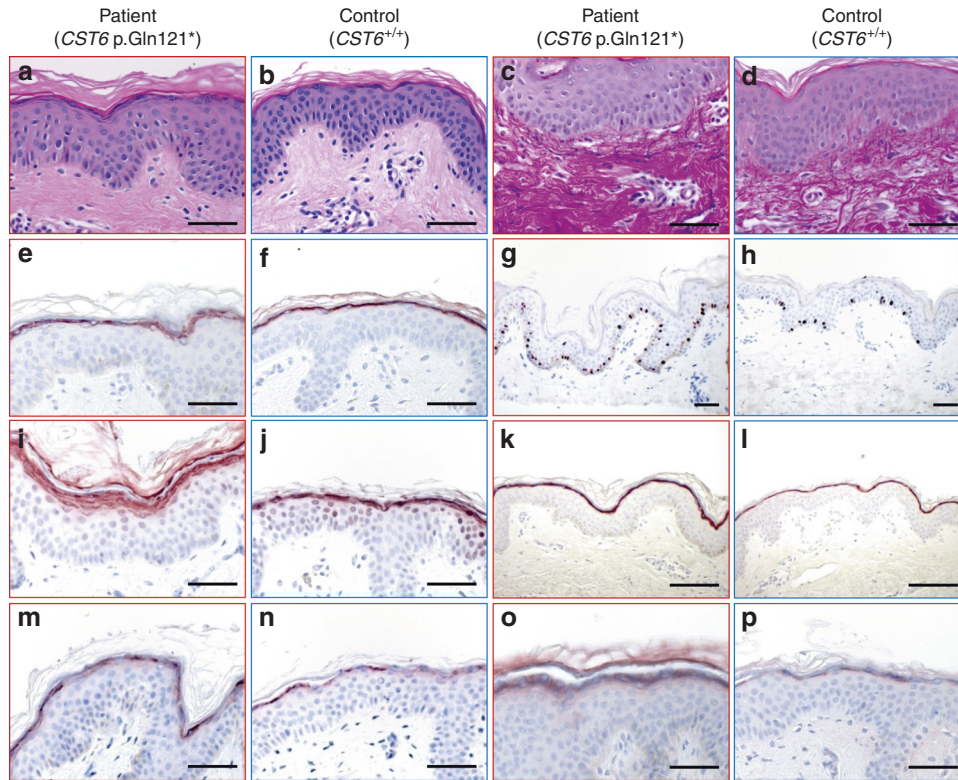 Patient Control Patient Control
(CST6 p.Gln121*) (CST6+/+) (CST6 p.Gln121*) (CST6+/+)
a b c d
e f g h
i j k l
m n o p